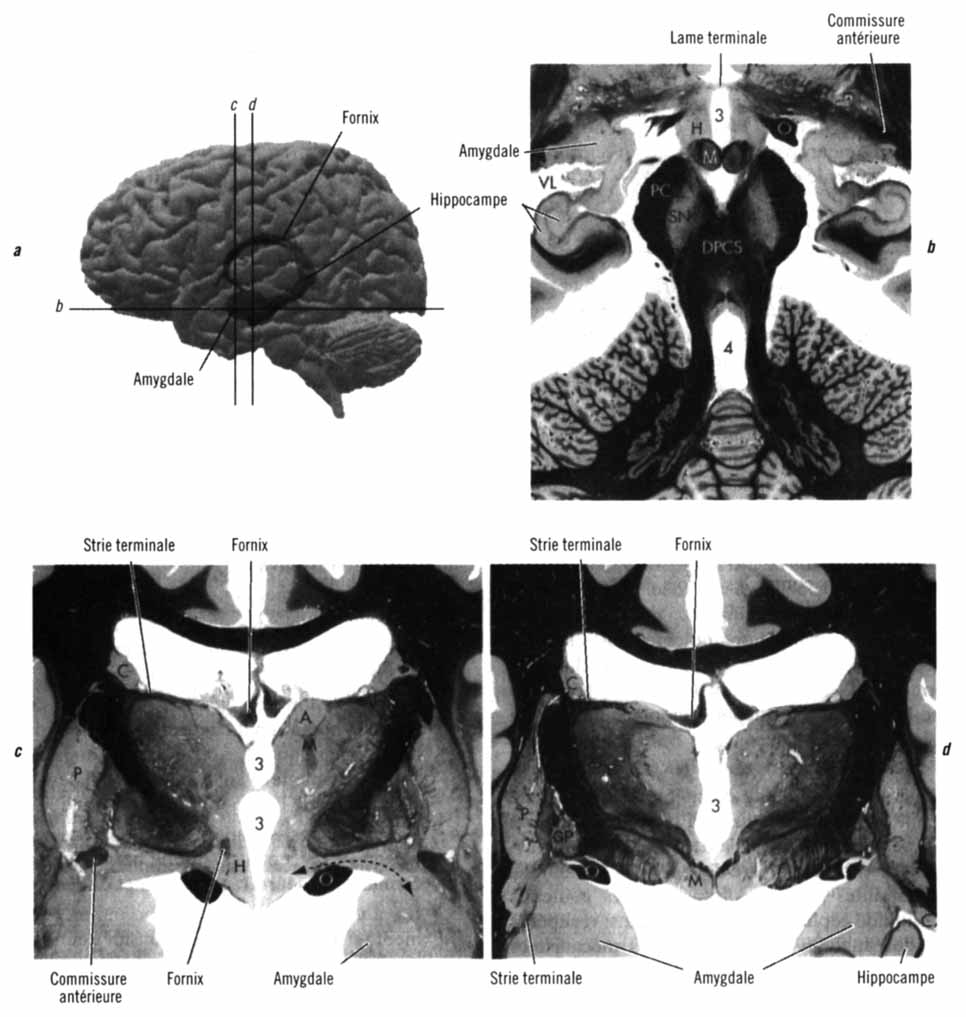 a
c d
Fornix
Hippocampe
b
Amygdale
Lame terminale
Commissure
antérieure
3
H
O
Amygdale
M
VL
PC
SN
DPCS
b
4
Strie terminale
Fornix
C
A
c
3
P
3
H
O
Commissure
antérieure
Fornix
Amygdale
Strie terminale
Fornix
C
d
3
P
GP
O
M
C
Strie terminale
Amygdale
Hippocampe